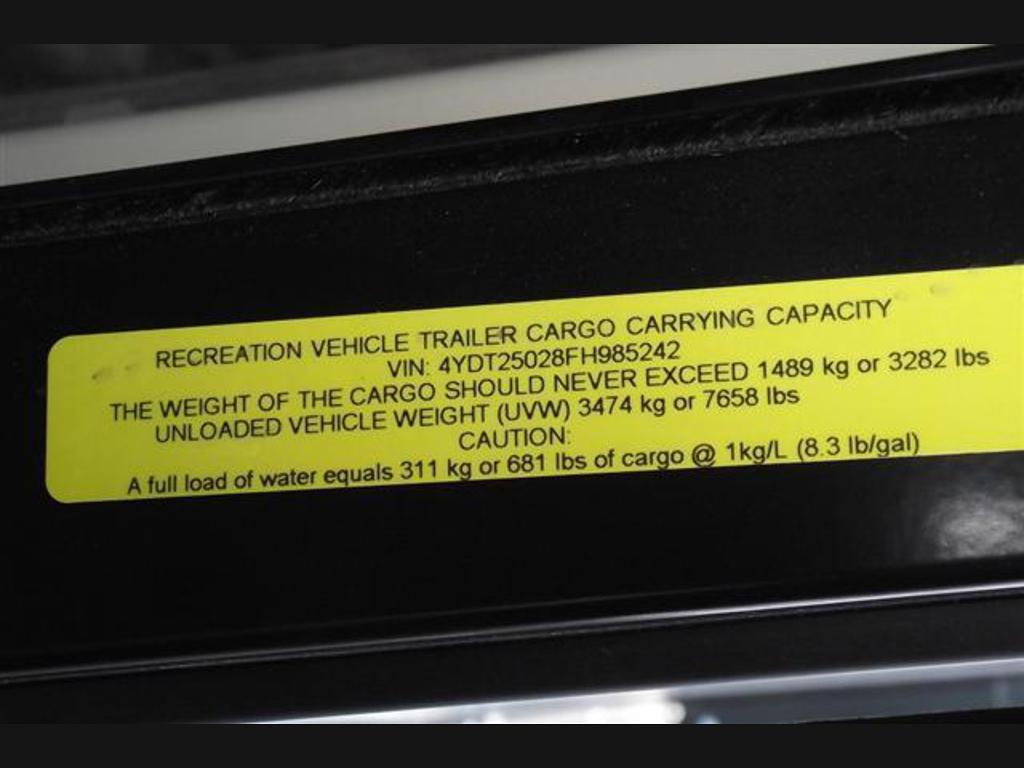 RECREATION VEHICLE TRAILER CARGO CARRYING CAPACITY
VIN: 4YDT25028FH985242
THE WEIGHT OF THE CARGO SHOULD NEVER EXCEED 1489 kg or 3282 lbs
UNLOADED VEHICLE WEIGHT (UVW) 3474 kg or 7658 lbs
CAUTION:
A full load of water equals 311 kg or 681 lbs of cargo @ 1kg/L (8.3 lb/gal)